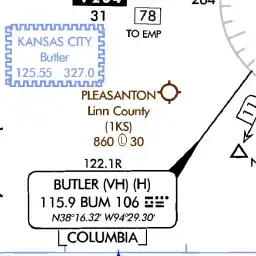 31
78
TO EMP
KANSAS CITY
Butler
125.55 327.0
PLEASANTON
Linn County
(1KS)
860 Ⓛ 30
122.1R
BUTLER (VH) (H)
115.9 BUM 106
N38°16.32' W94°29.30'
COLUMBIA